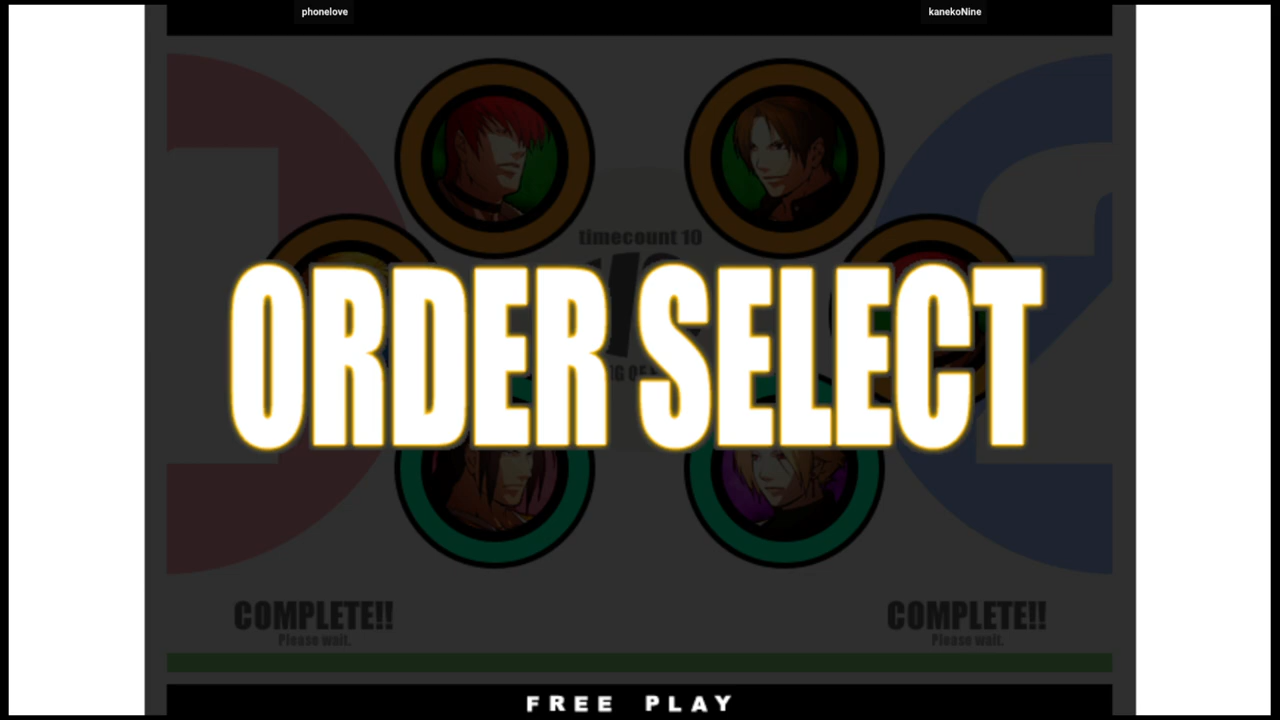 phonelove
kanekoNine
timecount 10
ORDER SELECT
COMPLETE!!
Please wait.
COMPLETE!!
Please wait.
FREE PLAY